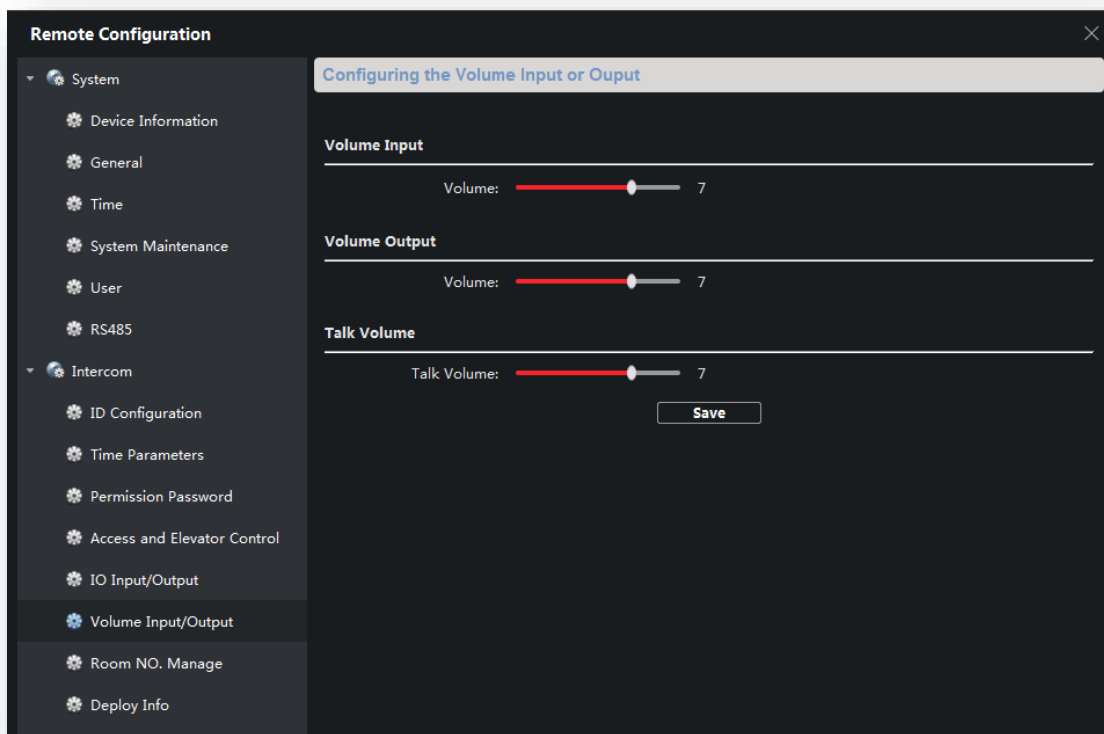 Remote Configuration
System
Device Information
General
Time
System Maintenance
User
RS485
Intercom
ID Configuration
Time Parameters
Permission Password
Access and Elevator Control
IO Input/Output
Volume Input/Output
Room NO. Manage
Deploy Info
Configuring the Volume Input or Ouput
Volume Input
Volume: 7
Volume Output
Volume: 7
Talk Volume
Talk Volume: 7
Save